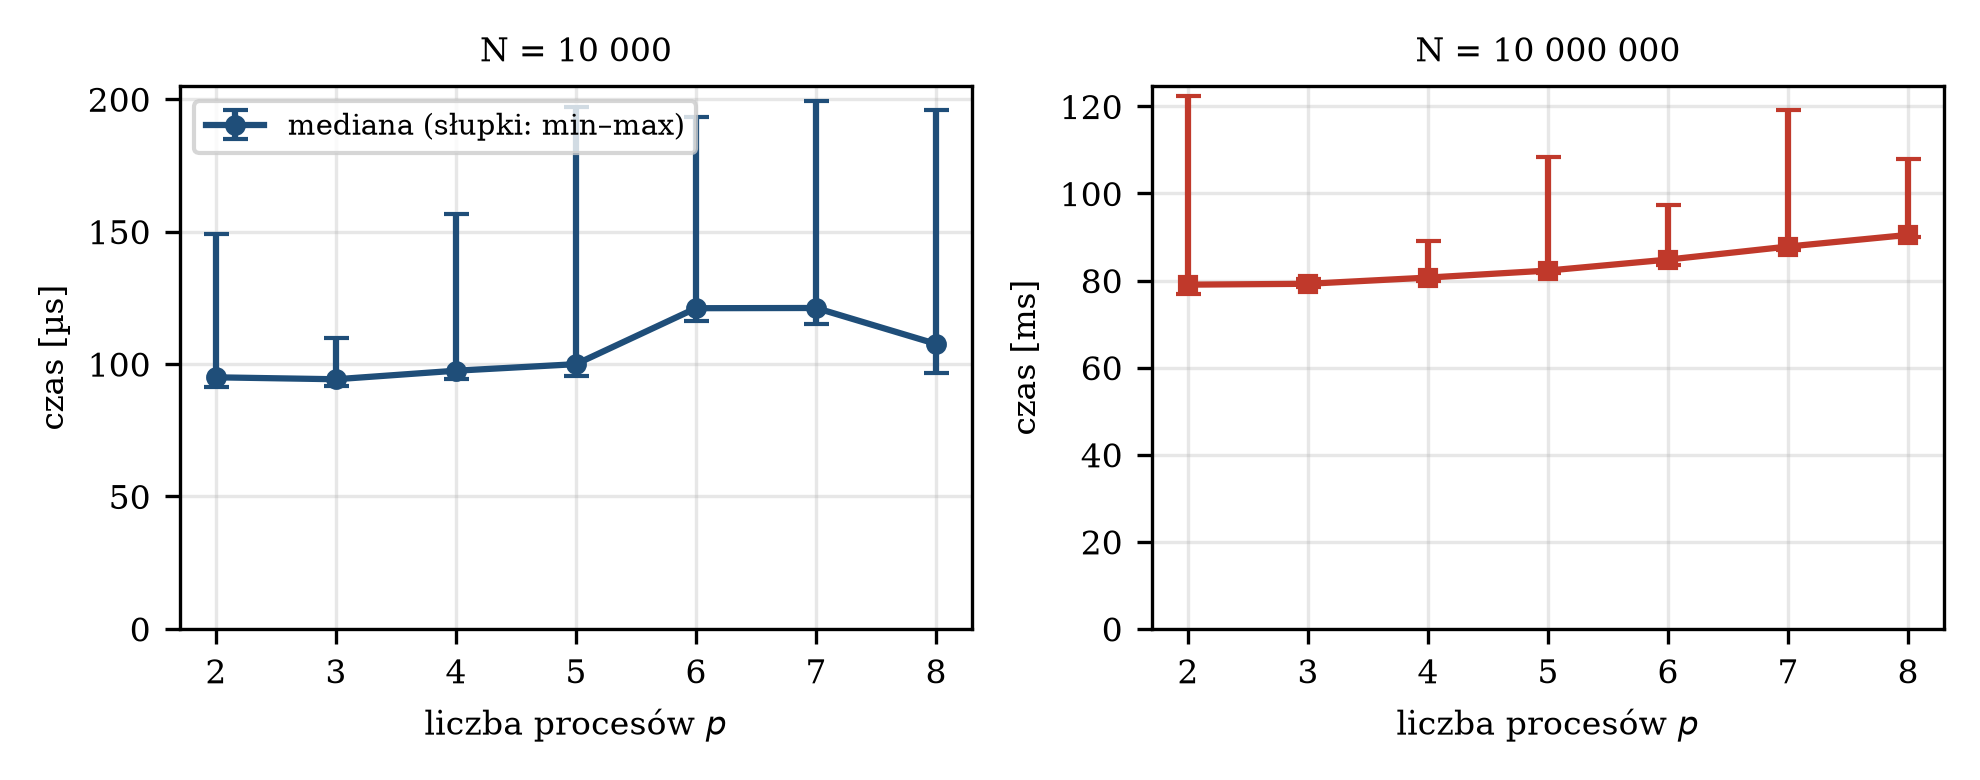 N = 10 000
mediana (słupki: min–max)
czas [µs]
200
150
100
50
0
2 3 4 5 6 7 8
liczba procesów p
N = 10 000 000
czas [ms]
120
100
80
60
40
20
0
2 3 4 5 6 7 8
liczba procesów p